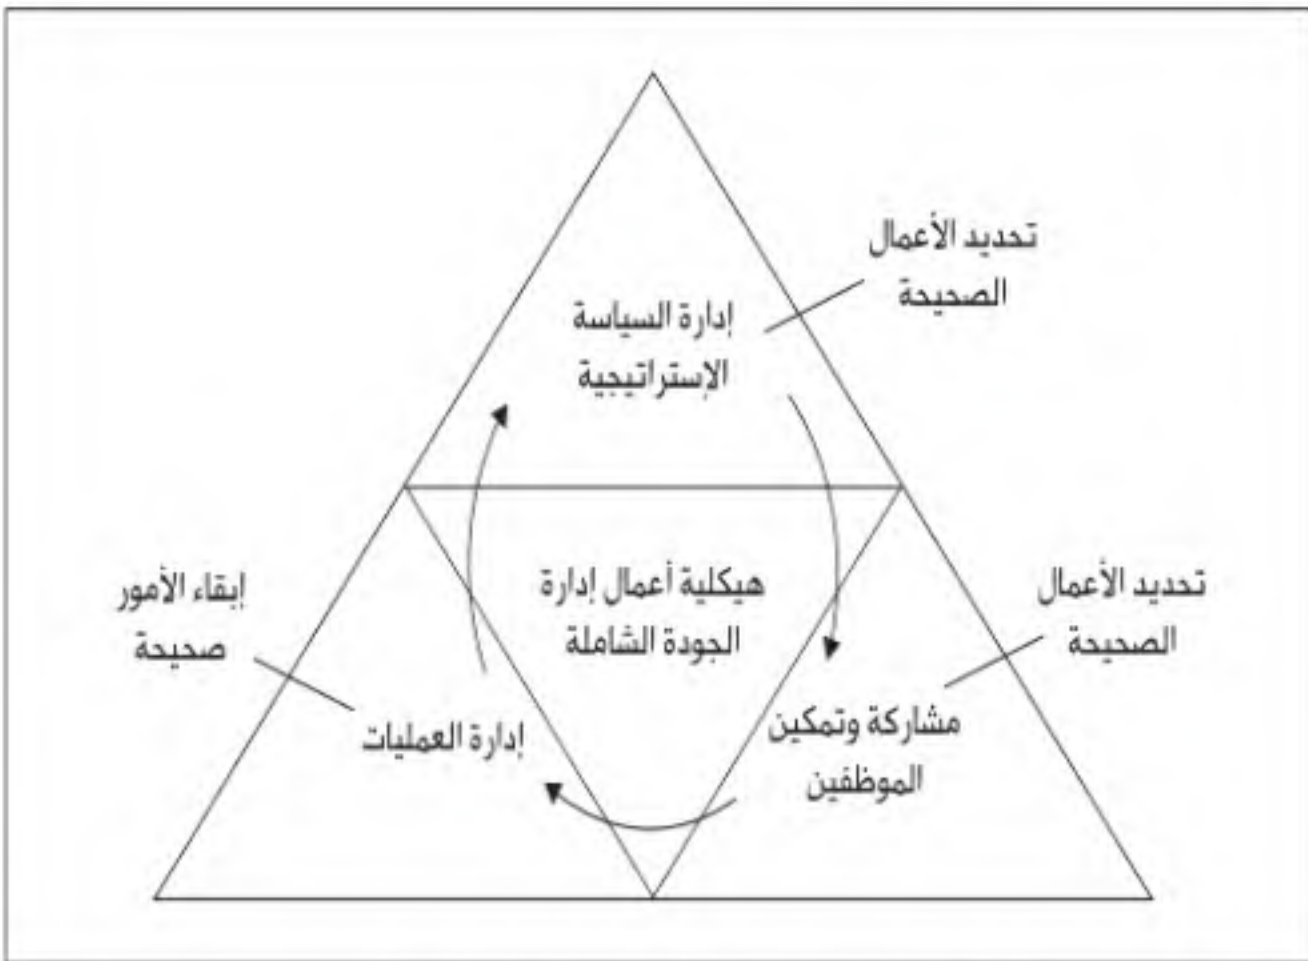 تحديد الأعمال
الصحيحة
إدارة السياسة
الإستراتيجية
هيكلية أعمال إدارة
الجودة الشاملة
تحديد الأعمال
الصحيحة
إبقاء الأمور
صحيحة
مشاركة وتمكين
الموظفين
إدارة العمليات